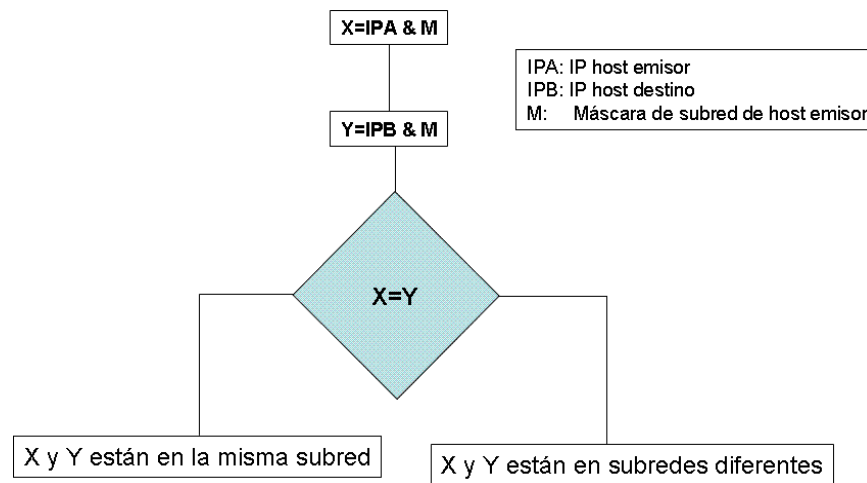 X=IPA & M
IPA: IP host emisor
IPB: IP host destino
M: Máscara de subred de host emisor
Y=IPB & M
X=Y
X y Y están en la misma subred
X y Y están en subredes diferentes